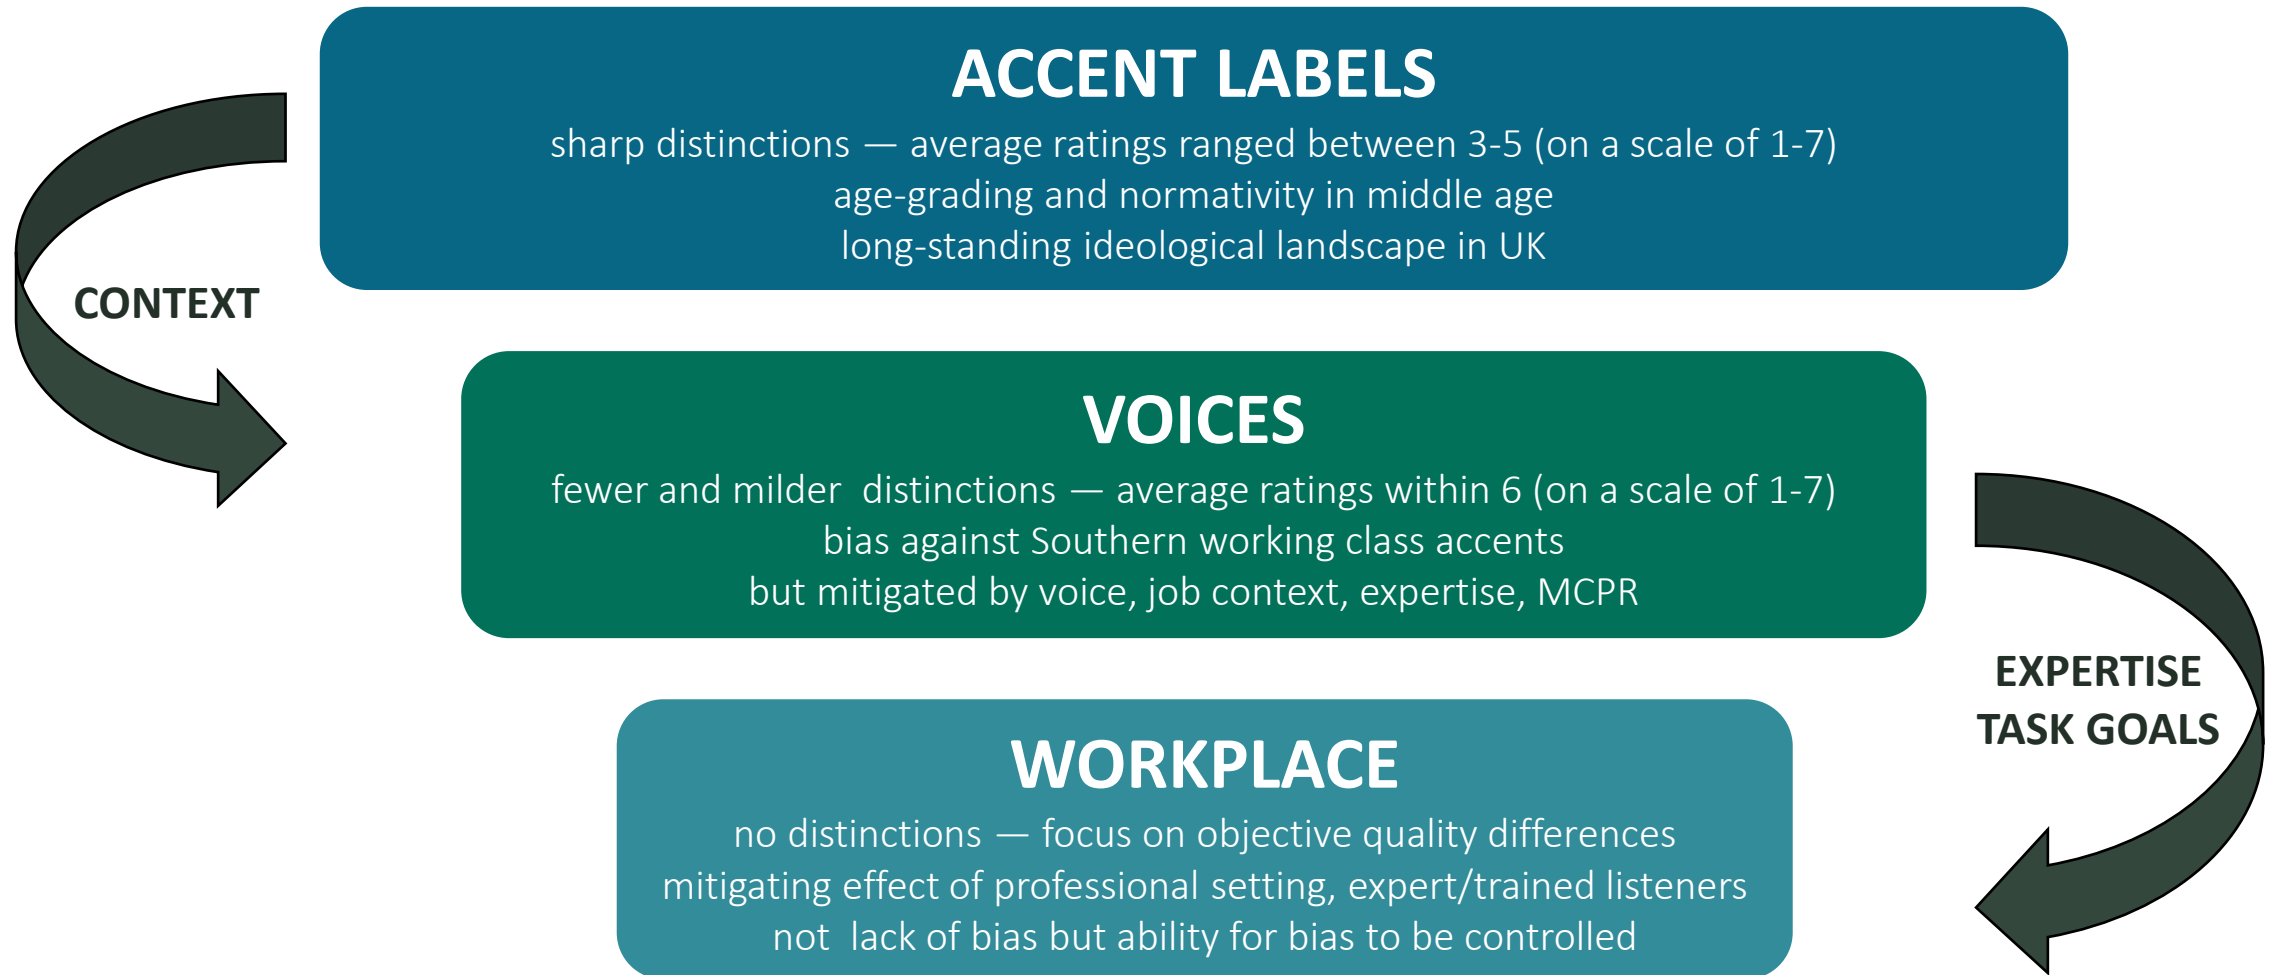 ACCENT LABELS
sharp distinctions — average ratings ranged between 3-5 (on a scale of 1-7)
age-grading and normativity in middle age
long-standing ideological landscape in UK
CONTEXT
VOICES
fewer and milder  distinctions — average ratings within 6 (on a scale of 1-7)
bias against Southern working class accents
but mitigated by voice, job context, expertise, MCPR
EXPERTISE
TASK GOALS
WORKPLACE
no distinctions — focus on objective quality differences
mitigating effect of professional setting, expert/trained listeners
not  lack of bias but ability for bias to be controlled